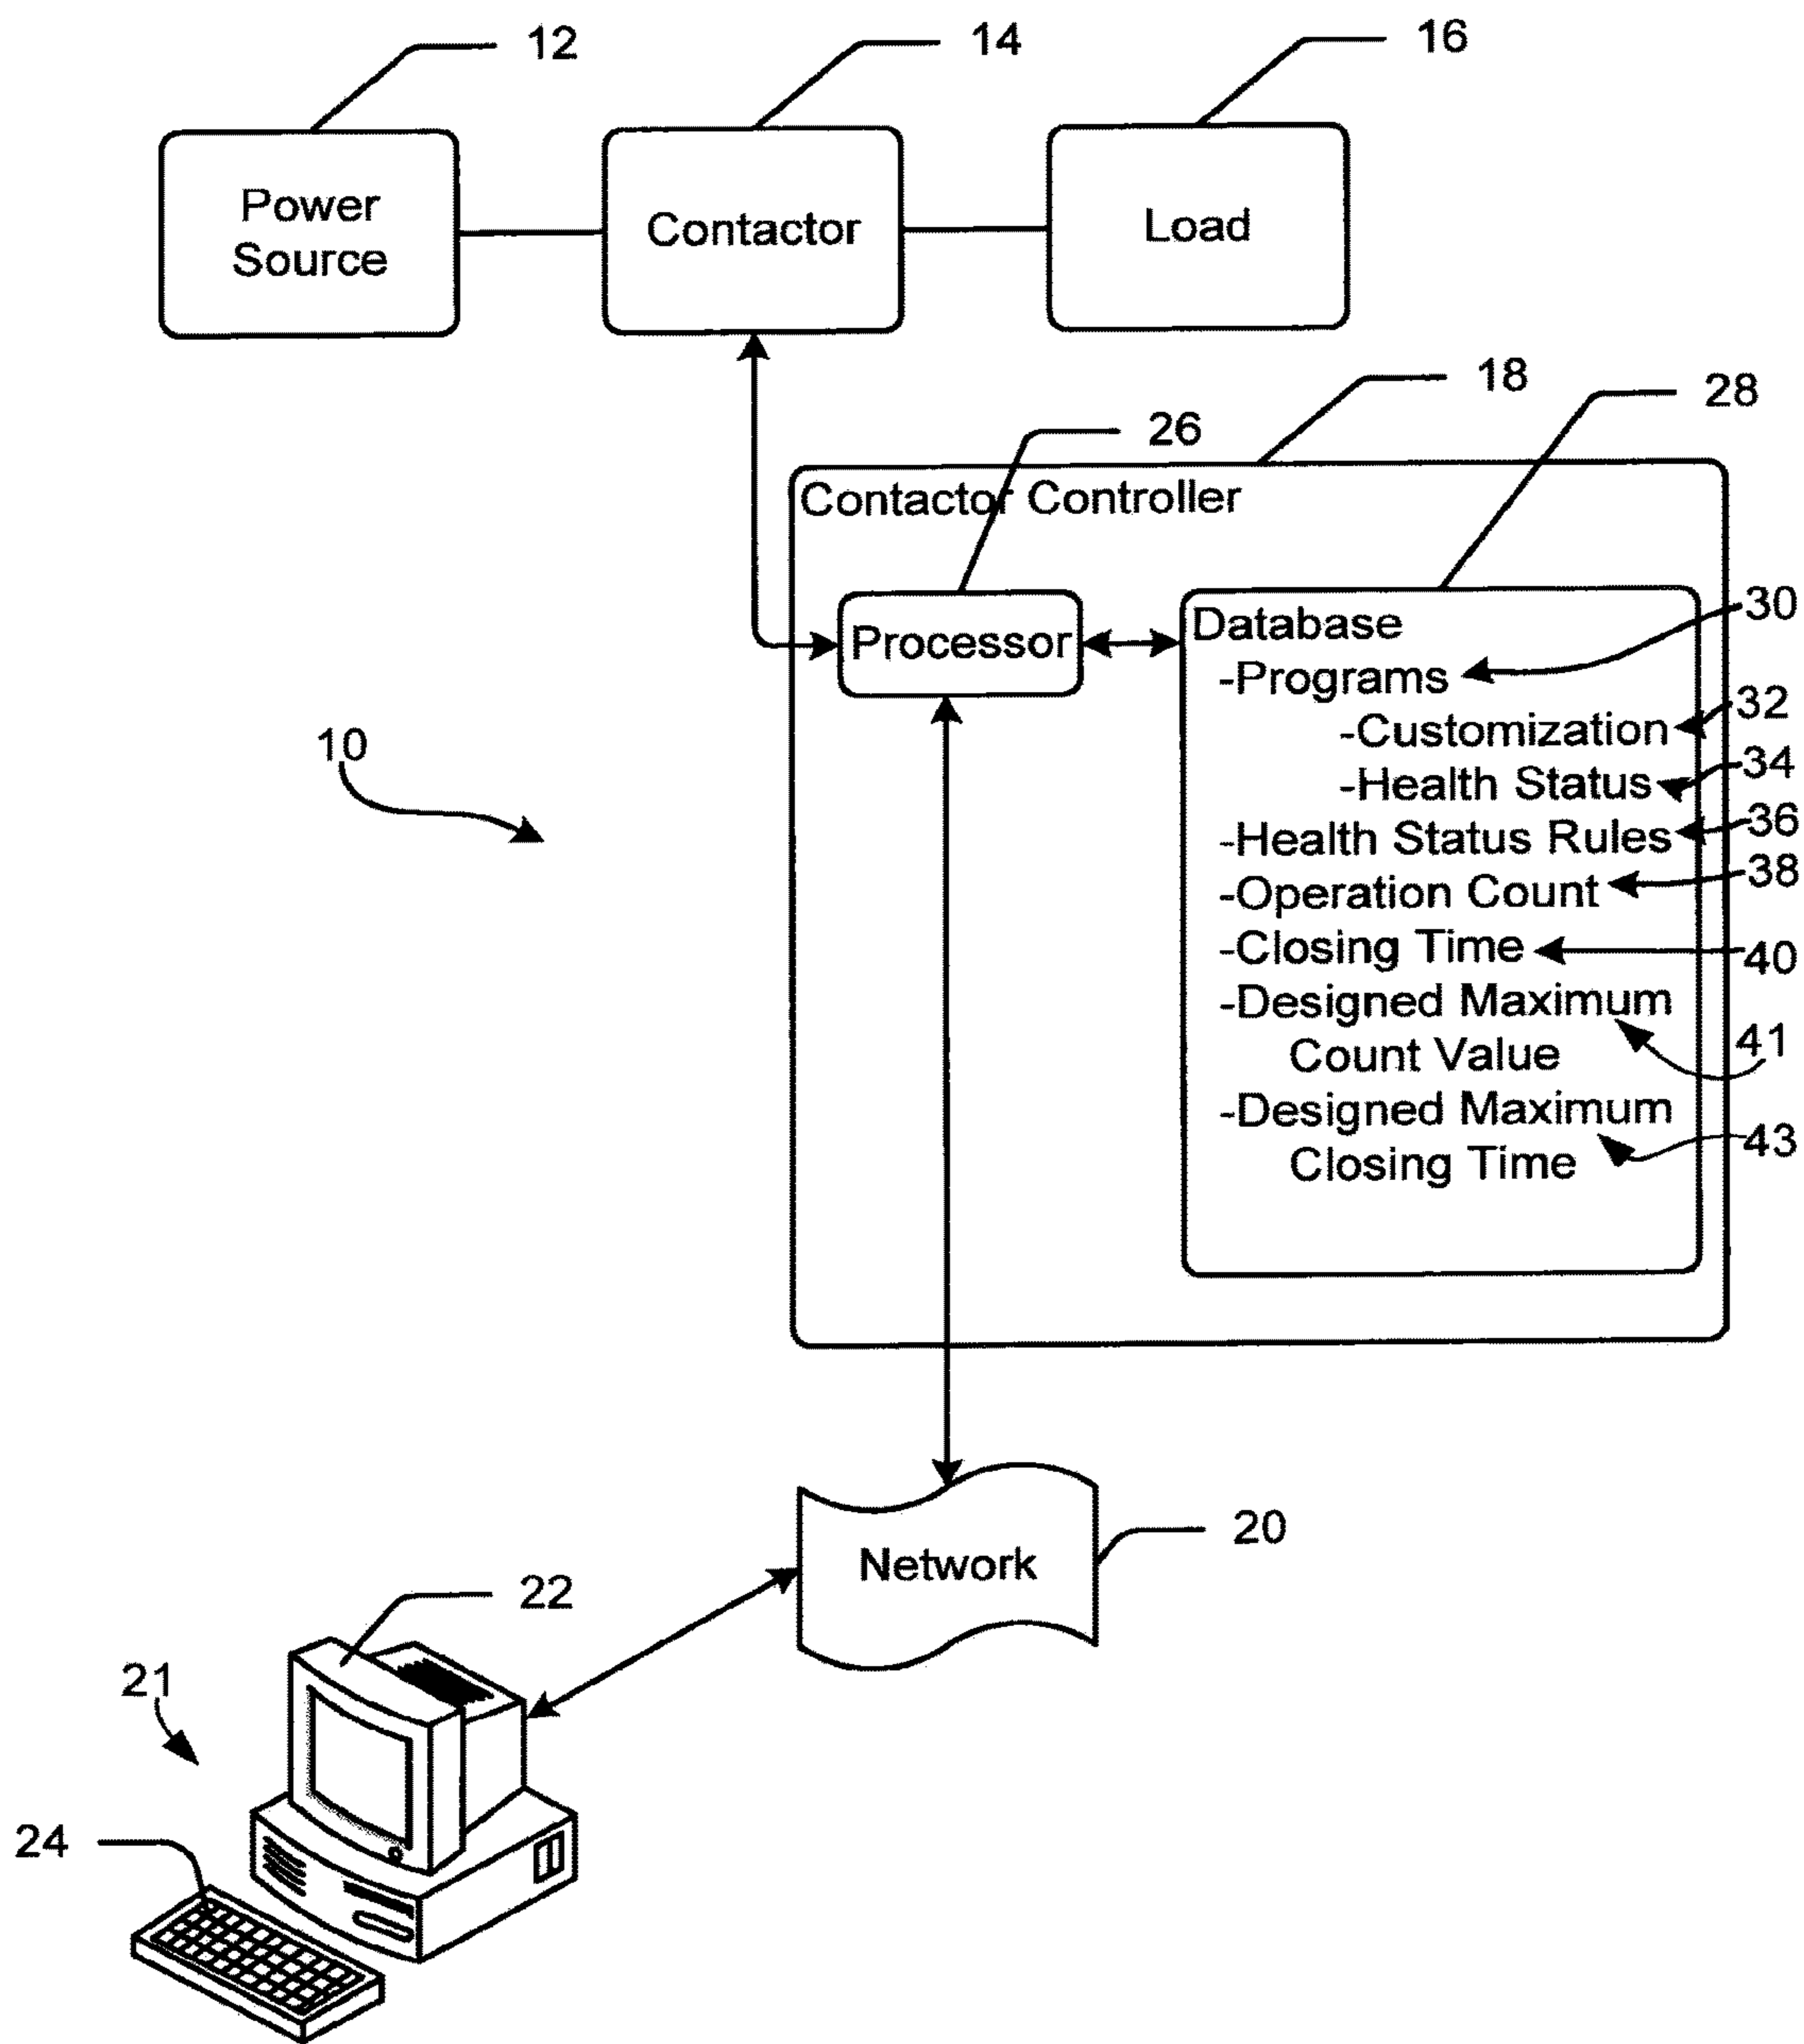 12
14
16
Power
Source
Contactor
Load
18
28
26
Contactor Controller
Processor
Database
-Programs
30
-Customization
32
-Health Status
34
-Health Status Rules
36
-Operation Count
38
-Closing Time
40
-Designed Maximum
Count Value
41
-Designed Maximum
Closing Time
43
10
Network
20
22
21
24